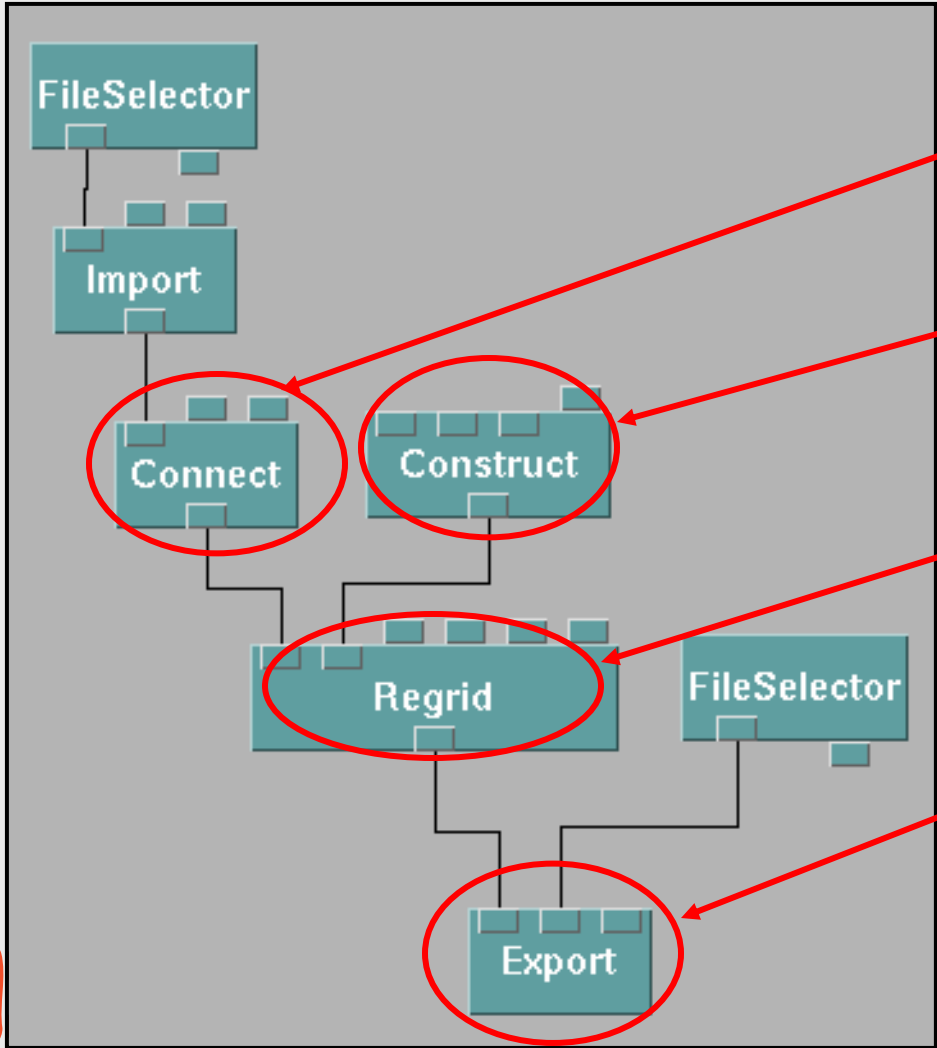 FileSelector
Import
Connect
Construct
Regrid
FileSelector
Export